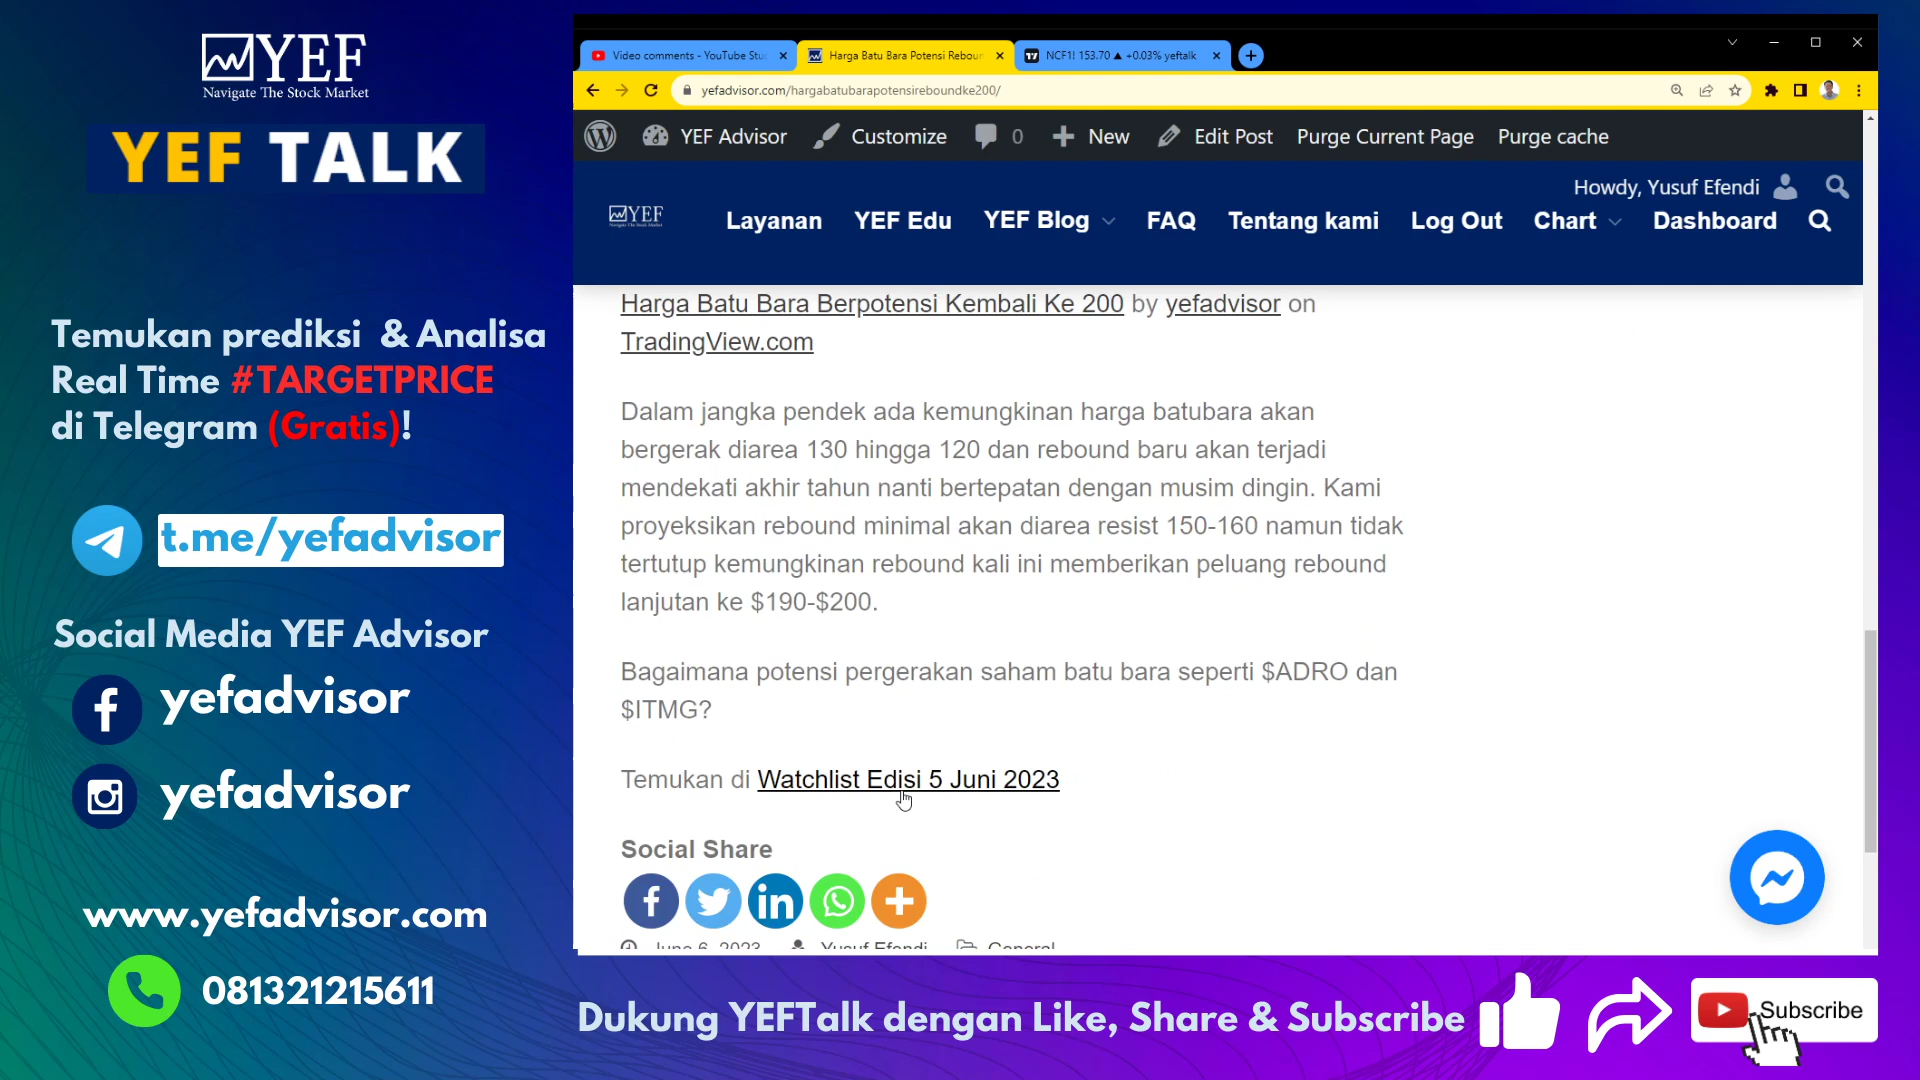 YEF
Navigate The Stock Market
YEF TALK
Temukan prediksi & Analisa
Real Time #TARGETPRICE
di Telegram (Gratis)!
t.me/yefadvisor
Social Media YEF Advisor
yefadvisor
yefadvisor
www.yefadvisor.com
081321215611
Video comments - YouTube Stu
Harga Batu Bara Potensi Reboun
NCF1! 153.70 ▲ +0.03% yeftalk
yefadvisor.com/hargabatubarapotensireboundke200/
YEF Advisor
Customize
0
New
Edit Post
Purge Current Page
Purge cache
Howdy, Yusuf Efendi
YEF
Layanan
YEF Edu
YEF Blog
FAQ
Tentang kami
Log Out
Chart
Dashboard
Harga Batu Bara Berpotensi Kembali Ke 200 by yefadvisor on
TradingView.com
Dalam jangka pendek ada kemungkinan harga batubara akan
bergerak diarea 130 hingga 120 dan rebound baru akan terjadi
mendekati akhir tahun nanti bertepatan dengan musim dingin. Kami
proyeksikan rebound minimal akan diarea resist 150-160 namun tidak
tertutup kemungkinan rebound kali ini memberikan peluang rebound
lanjutan ke $190-$200.
Bagaimana potensi pergerakan saham batu bara seperti $ADRO dan
$ITMG?
Temukan di Watchlist Edisi 5 Juni 2023
Social Share
June 6, 2023
Yusuf Efendi
General
Dukung YEFTalk dengan Like, Share & Subscribe
Subscribe